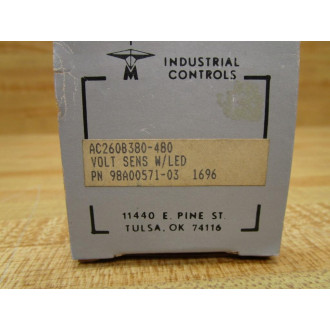 M
INDUSTRIAL
CONTROLS
AC260B380-480
VOLT SENS W/LED
PN 98A00571-03 1696
11440 E. PINE ST.
TULSA, OK 74116